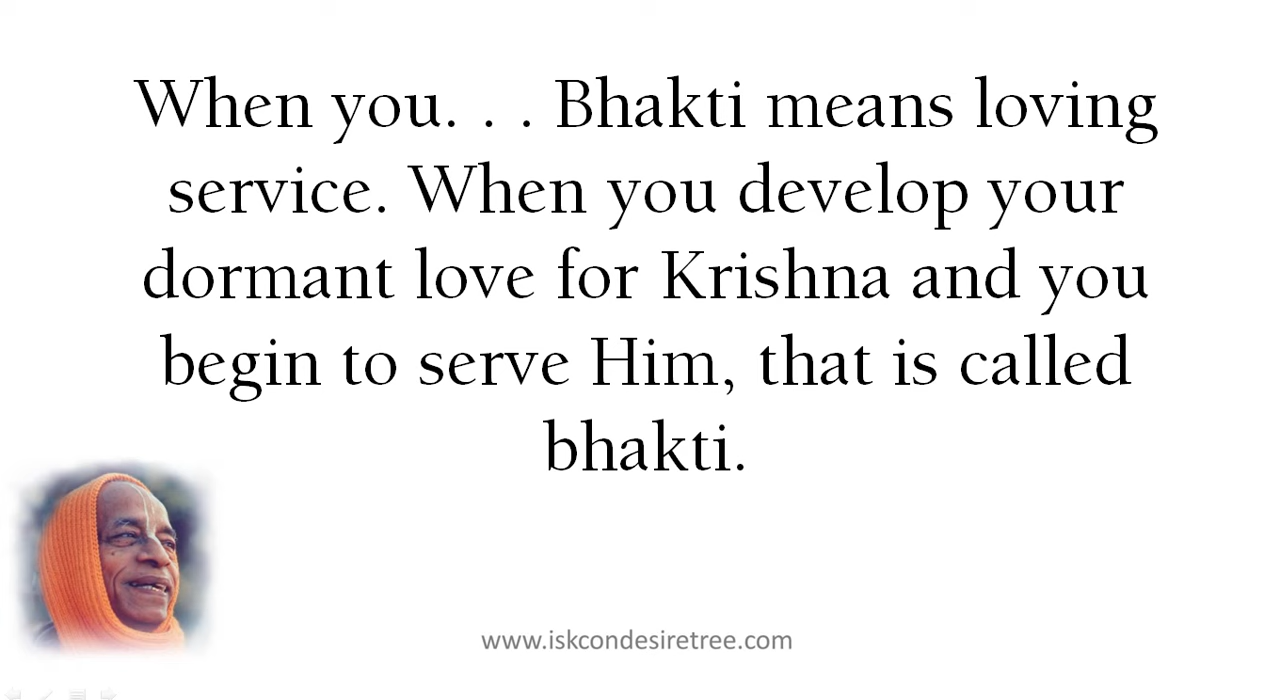 When you. . . Bhakti means loving
service. When you develop your
dormant love for Krishna and you
begin to serve Him, that is called
bhakti.
www.iskcondesiretree.com